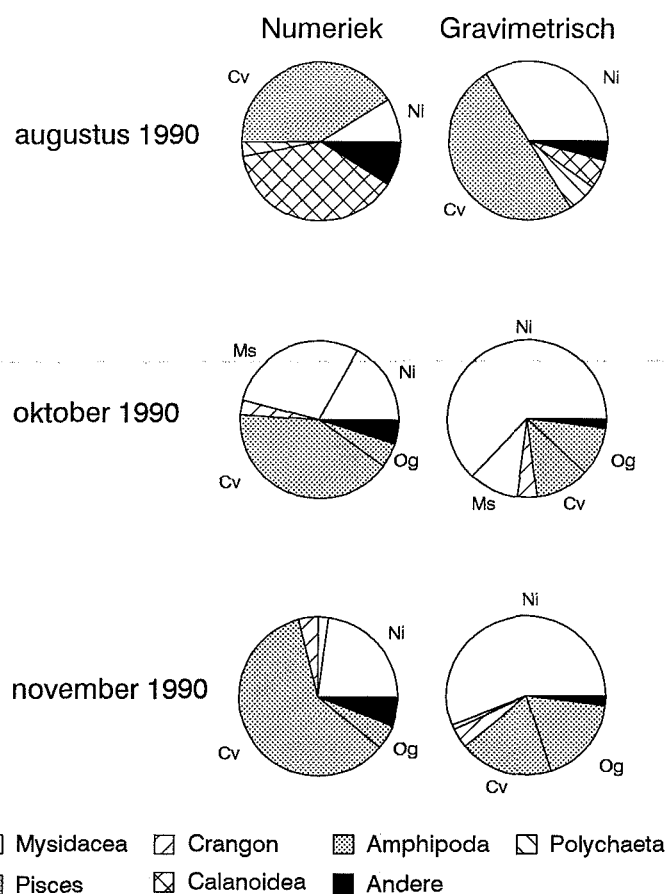 Numeriek Gravimetrisch
Cv Ni Ni
augustus 1990
Cv
Ni
Ms Ni
oktober 1990
Og Og
Cv Ms Cv
Ni
Ni
november 1990
Cv Og Og
Cv
Mysidacea Crangon Amphipoda Polychaeta
Pisces Calanoidea Andere